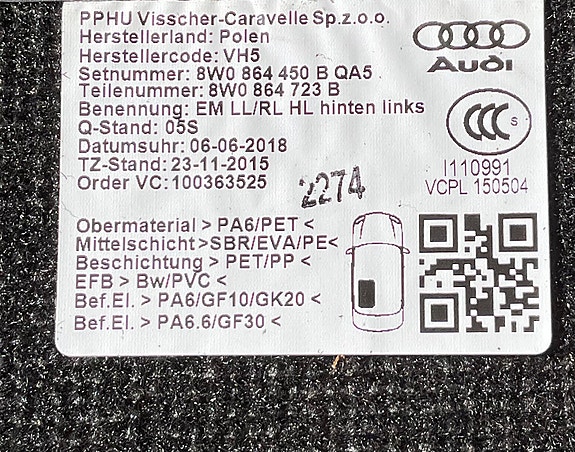 PPHU Visscher-Caravelle Sp.z.o.o.
Herstellerland: Polen
Herstellercode: VH5
Setnummer: 8W0 864 450 B QA5
Teilenummer: 8W0 864 723 B
Benennung: EM LL/RL HL hinten links
Q-Stand: 05S
Datumsuhr: 06-06-2018
TZ-Stand: 23-11-2015
Order VC: 100363525
Audi
CCC S
I110991
VCPL 150504
2274
Obermaterial > PA6/PET <
Mittelschicht >SBR/EVA/PE<
Beschichtung > PET/PP <
EFB > Bw/PVC <
Bef.El. > PA6/GF10/GK20 <
Bef.El. > PA6.6/GF30 <